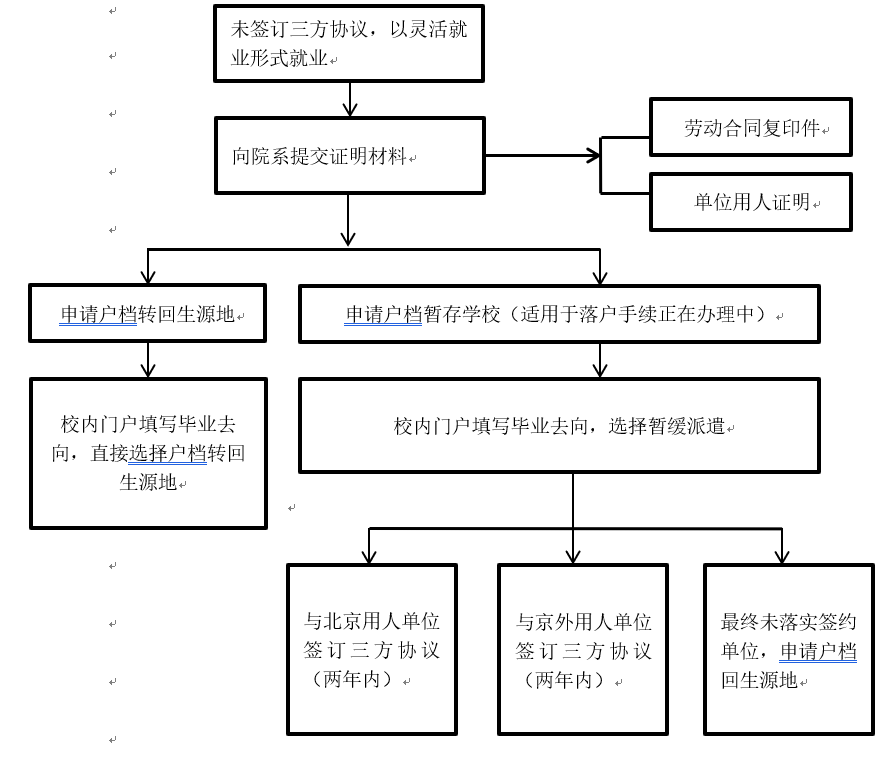 未签订三方协议，以灵活就
业形式就业
向院系提交证明材料
劳动合同复印件
单位用人证明
申请户档转回生源地
申请户档暂存学校（适用于落户手续正在办理中）
校内门户填写毕业去
向，直接选择户档转回
生源地
校内门户填写毕业去向，选择暂缓派遣
与北京用人单位
签订三方协议
（两年内）
与京外用人单位
签订三方协议
（两年内）
最终未落实签约
单位，申请户档
回生源地